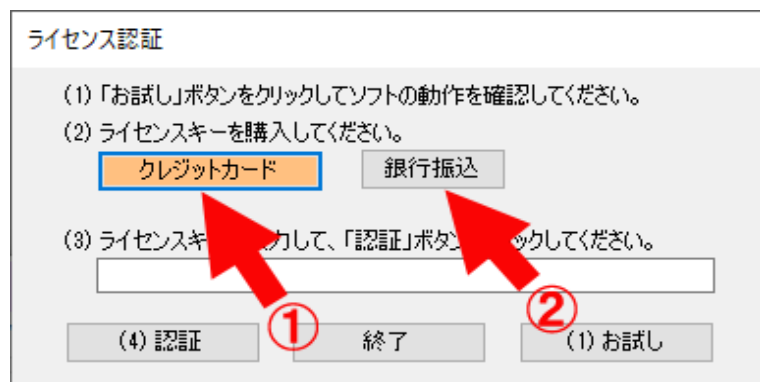 ライセンス認証
(1)「お試し」ボタンをクリックしてソフトの動作を確認してください。
(2) ライセンスキーを購入してください。
クレジットカード 銀行振込
(3) ライセンスキ 力して、「認証」ボタ ックしてください。
① ②
(4) 認証 終了 (1) お試し